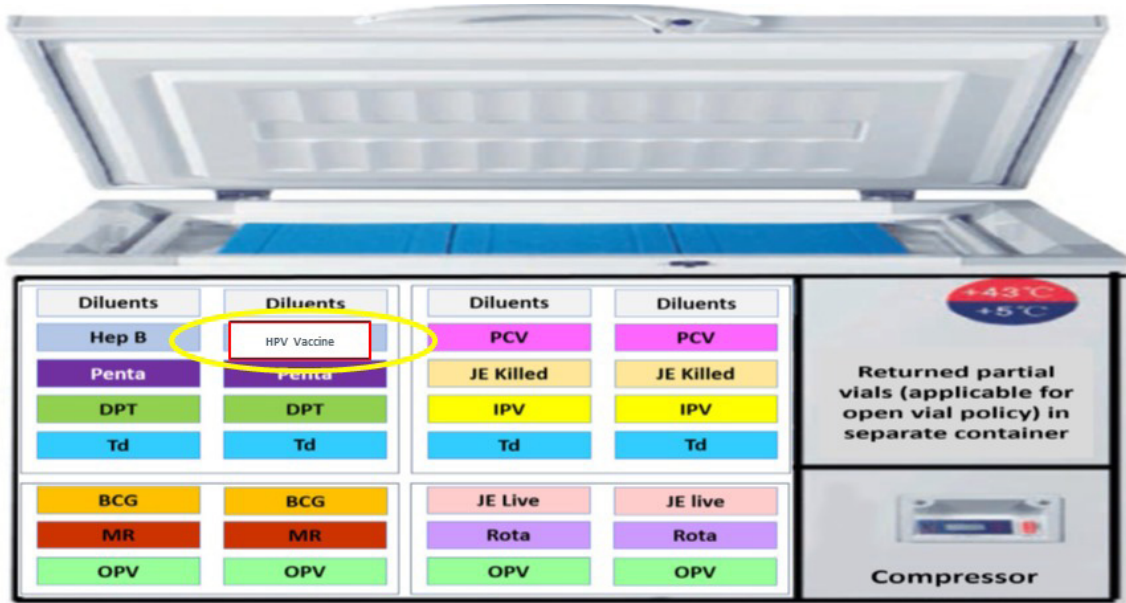 Diluents Diluents Diluents Diluents
Hep B HPV Vaccine PCV PCV
Penta Penta JE Killed JE Killed
DPT DPT IPV IPV
Td Td Td Td
BCG BCG JE Live JE live
MR MR Rota Rota
OPV OPV OPV OPV
+43°C
+5°C
Returned partial
vials (applicable for
open vial policy) in
separate container
Compressor